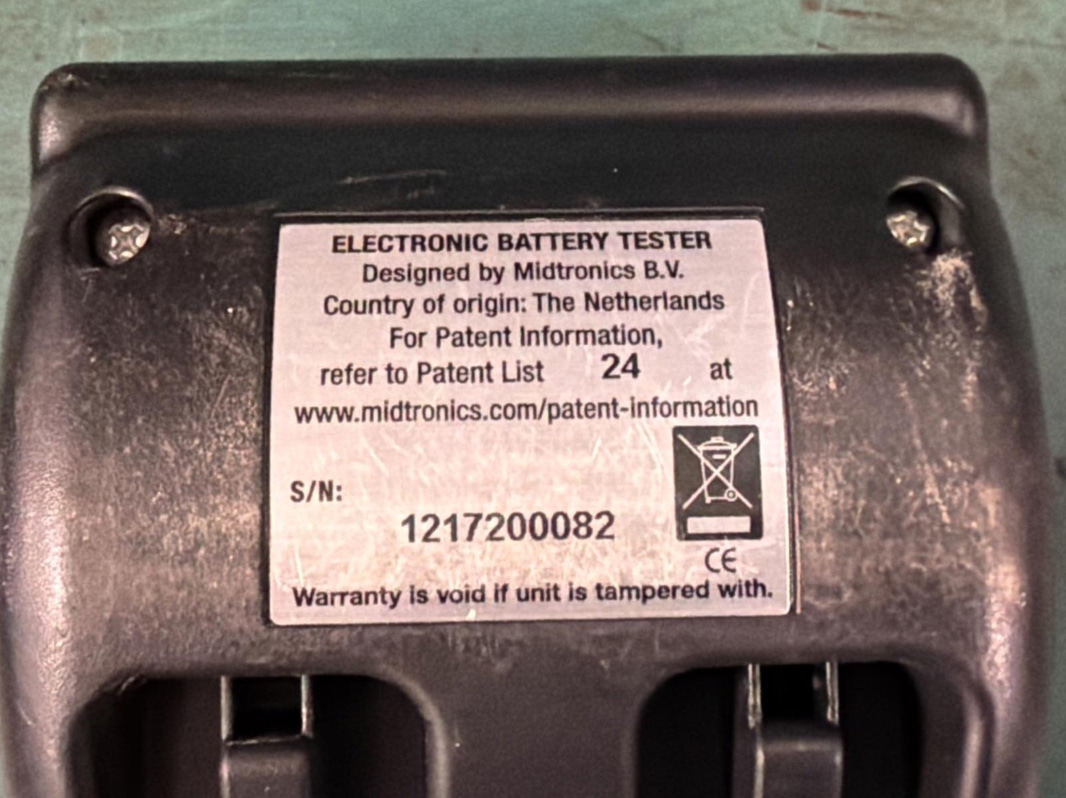 ELECTRONIC BATTERY TESTER
Designed by Midtronics B.V.
Country of origin: The Netherlands
For Patent Information,
refer to Patent List 24 at
www.midtronics.com/patent-information
S/N:
1217200082
CE
Warranty is void if unit is tampered with.